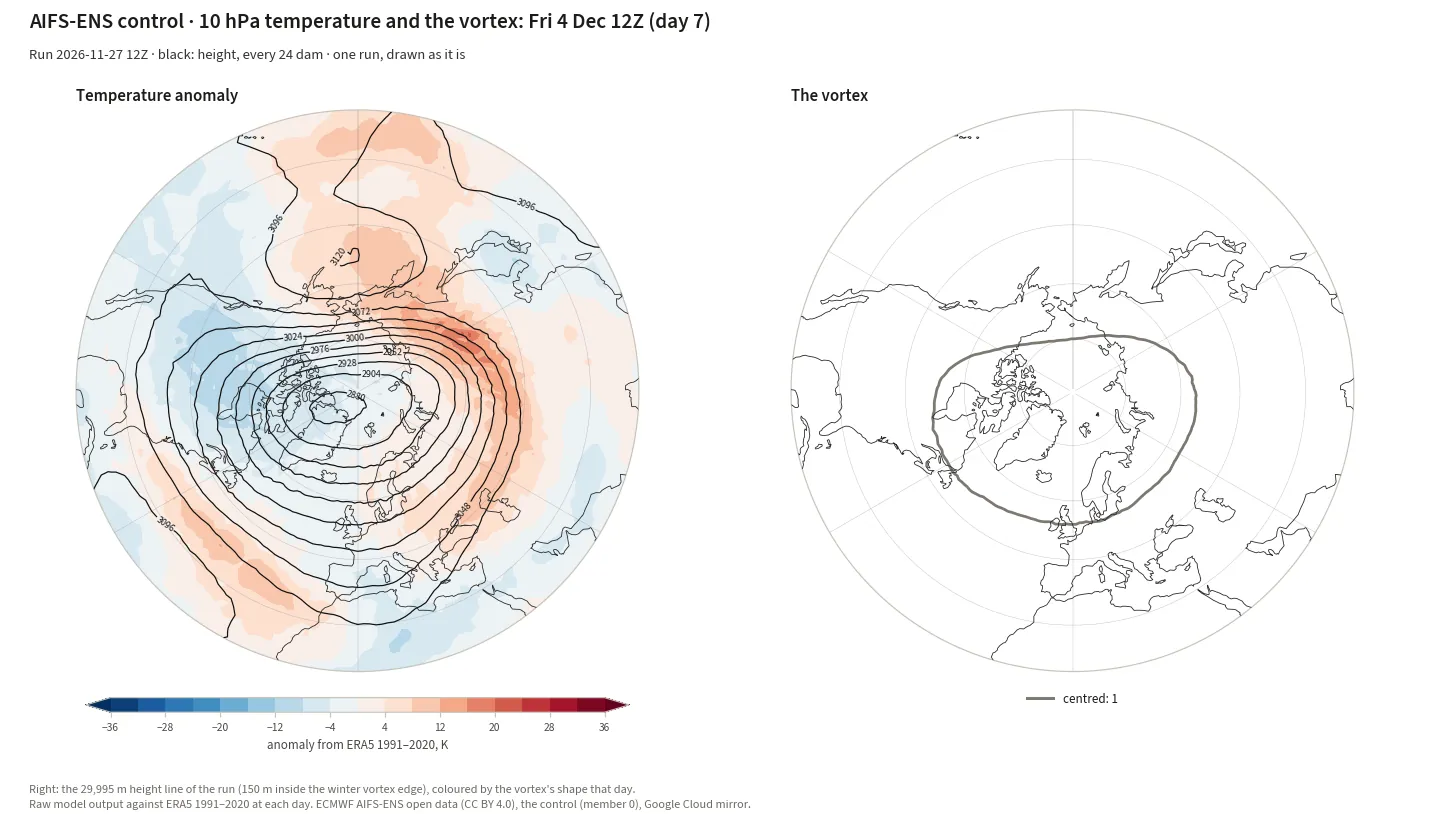 AIFS-ENS control · 10 hPa temperature and the vortex: Fri 4 Dec 12Z (day 7)
Run 2026-11-27 12Z · black: height, every 24 dam · one run, drawn as it is
Temperature anomaly
The vortex
3096
3096
3120
3072
3024
3000
2976
2952
2928
2904
2880
3048
3096
centred: 1
−36 −28 −20 −12 −4 4 12 20 28 36
anomaly from ERA5 1991–2020, K
Right: the 29,995 m height line of the run (150 m inside the winter vortex edge), coloured by the vortex's shape that day.
Raw model output against ERA5 1991–2020 at each day. ECMWF AIFS-ENS open data (CC BY 4.0), the control (member 0), Google Cloud mirror.